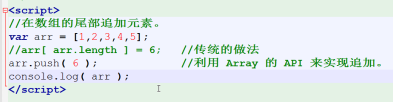 <script>
//在数组的尾部追加元素。
var arr = [1,2,3,4,5];
//arr[ arr.length ] = 6;   //传统的做法
arr.push( 6 );   //利用 Array 的 API 来实现追加。
console.log( arr );
</script>